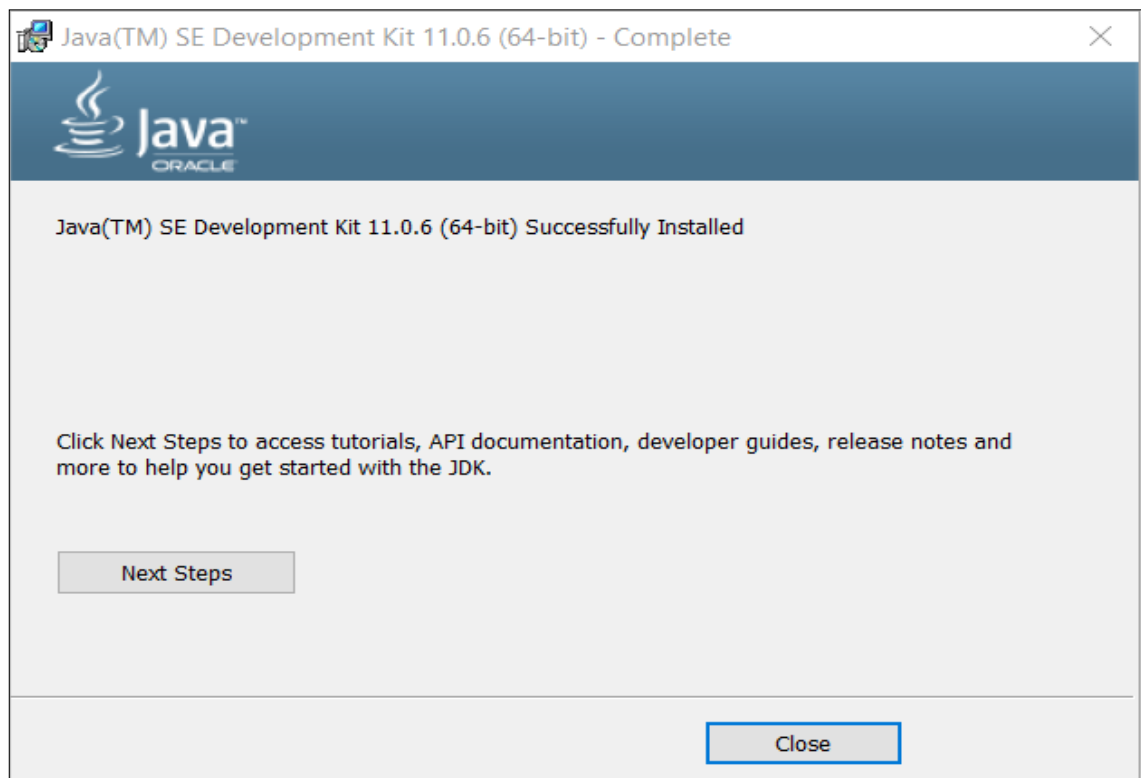 Java(TM) SE Development Kit 11.0.6 (64-bit) - Complete
Java™
ORACLE
Java(TM) SE Development Kit 11.0.6 (64-bit) Successfully Installed
Click Next Steps to access tutorials, API documentation, developer guides, release notes and
more to help you get started with the JDK.
Next Steps
Close